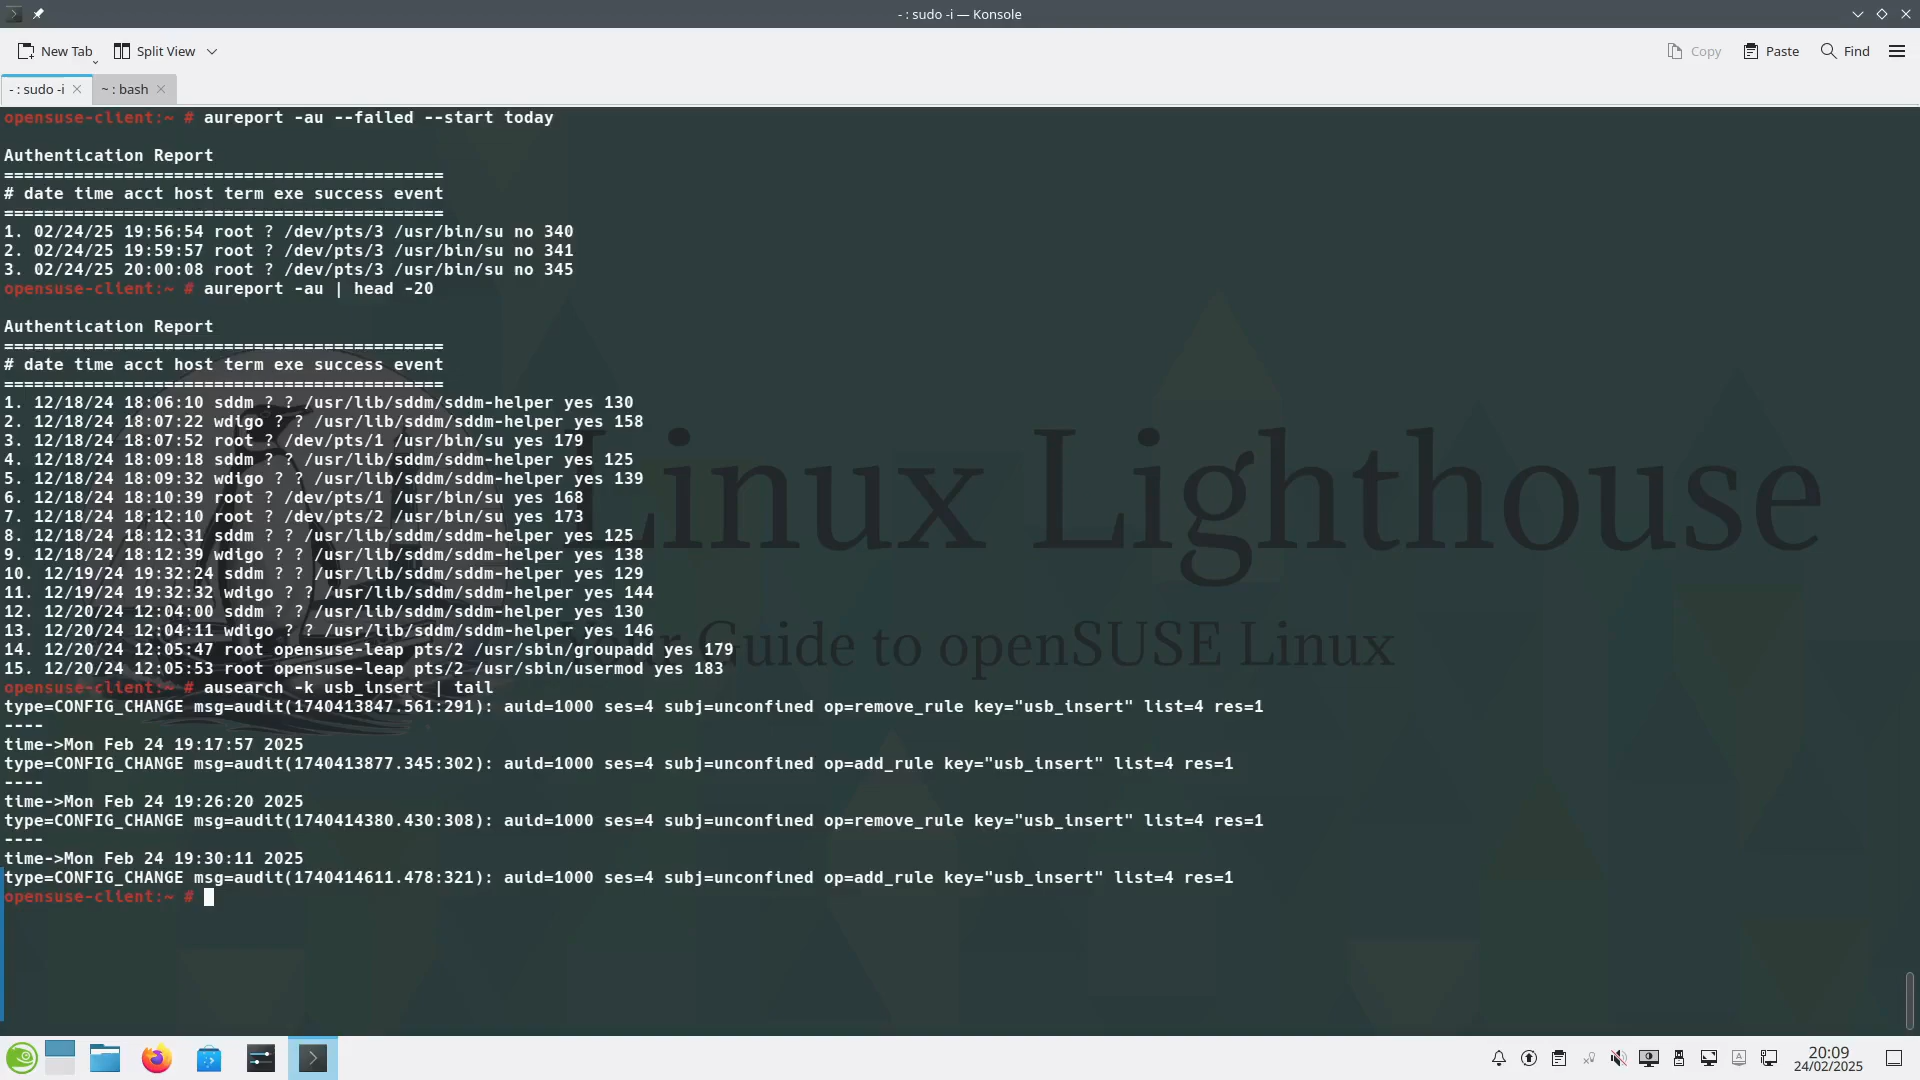 - : sudo -i — Konsole
New Tab
Split View
Copy
Paste
Find
- : sudo -i
~ : bash
opensuse-client:~ # aureport -au --failed --start today
Authentication Report
============================================
# date time acct host term exe success event
============================================
1. 02/24/25 19:56:54 root ? /dev/pts/3 /usr/bin/su no 340
2. 02/24/25 19:59:57 root ? /dev/pts/3 /usr/bin/su no 341
3. 02/24/25 20:00:08 root ? /dev/pts/3 /usr/bin/su no 345
opensuse-client:~ # aureport -au | head -20
Authentication Report
============================================
# date time acct host term exe success event
============================================
1. 12/18/24 18:06:10 sddm ? ? /usr/lib/sddm/sddm-helper yes 130
2. 12/18/24 18:07:22 wdigo ? ? /usr/lib/sddm/sddm-helper yes 158
3. 12/18/24 18:07:52 root ? /dev/pts/1 /usr/bin/su yes 179
4. 12/18/24 18:09:18 sddm ? ? /usr/lib/sddm/sddm-helper yes 125
5. 12/18/24 18:09:32 wdigo ? ? /usr/lib/sddm/sddm-helper yes 139
6. 12/18/24 18:10:39 root ? /dev/pts/1 /usr/bin/su yes 168
7. 12/18/24 18:12:10 root ? /dev/pts/2 /usr/bin/su yes 173
8. 12/18/24 18:12:31 sddm ? ? /usr/lib/sddm/sddm-helper yes 125
9. 12/18/24 18:12:39 wdigo ? ? /usr/lib/sddm/sddm-helper yes 138
10. 12/19/24 19:32:24 sddm ? ? /usr/lib/sddm/sddm-helper yes 129
11. 12/19/24 19:32:32 wdigo ? ? /usr/lib/sddm/sddm-helper yes 144
12. 12/20/24 12:04:00 sddm ? ? /usr/lib/sddm/sddm-helper yes 130
13. 12/20/24 12:04:11 wdigo ? ? /usr/lib/sddm/sddm-helper yes 146
14. 12/20/24 12:05:47 root opensuse-leap pts/2 /usr/sbin/groupadd yes 179
15. 12/20/24 12:05:53 root opensuse-leap pts/2 /usr/sbin/usermod yes 183
opensuse-client:~ # ausearch -k usb_insert | tail
type=CONFIG_CHANGE msg=audit(1740413847.561:291): auid=1000 ses=4 subj=unconfined op=remove_rule key="usb_insert" list=4 res=1
----
time->Mon Feb 24 19:17:57 2025
type=CONFIG_CHANGE msg=audit(1740413877.345:302): auid=1000 ses=4 subj=unconfined op=add_rule key="usb_insert" list=4 res=1
----
time->Mon Feb 24 19:26:20 2025
type=CONFIG_CHANGE msg=audit(1740414380.430:308): auid=1000 ses=4 subj=unconfined op=remove_rule key="usb_insert" list=4 res=1
----
time->Mon Feb 24 19:30:11 2025
type=CONFIG_CHANGE msg=audit(1740414611.478:321): auid=1000 ses=4 subj=unconfined op=add_rule key="usb_insert" list=4 res=1
opensuse-client:~ #
Linux Lighthouse
Your Guide to openSUSE Linux
20:09
24/02/2025